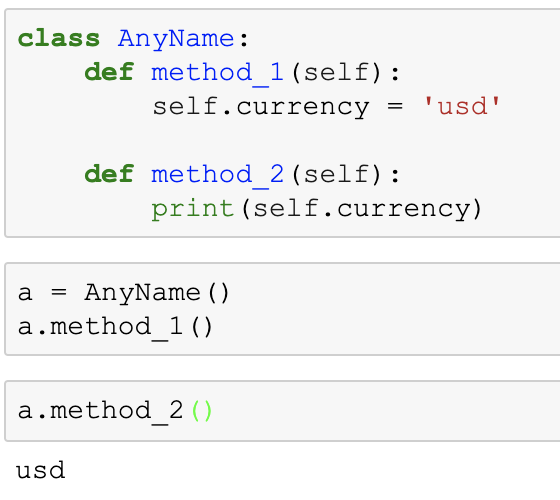 class AnyName:
    def method_1(self):
        self.currency = 'usd'

    def method_2(self):
        print(self.currency)

a = AnyName()
a.method_1()

a.method_2()

usd